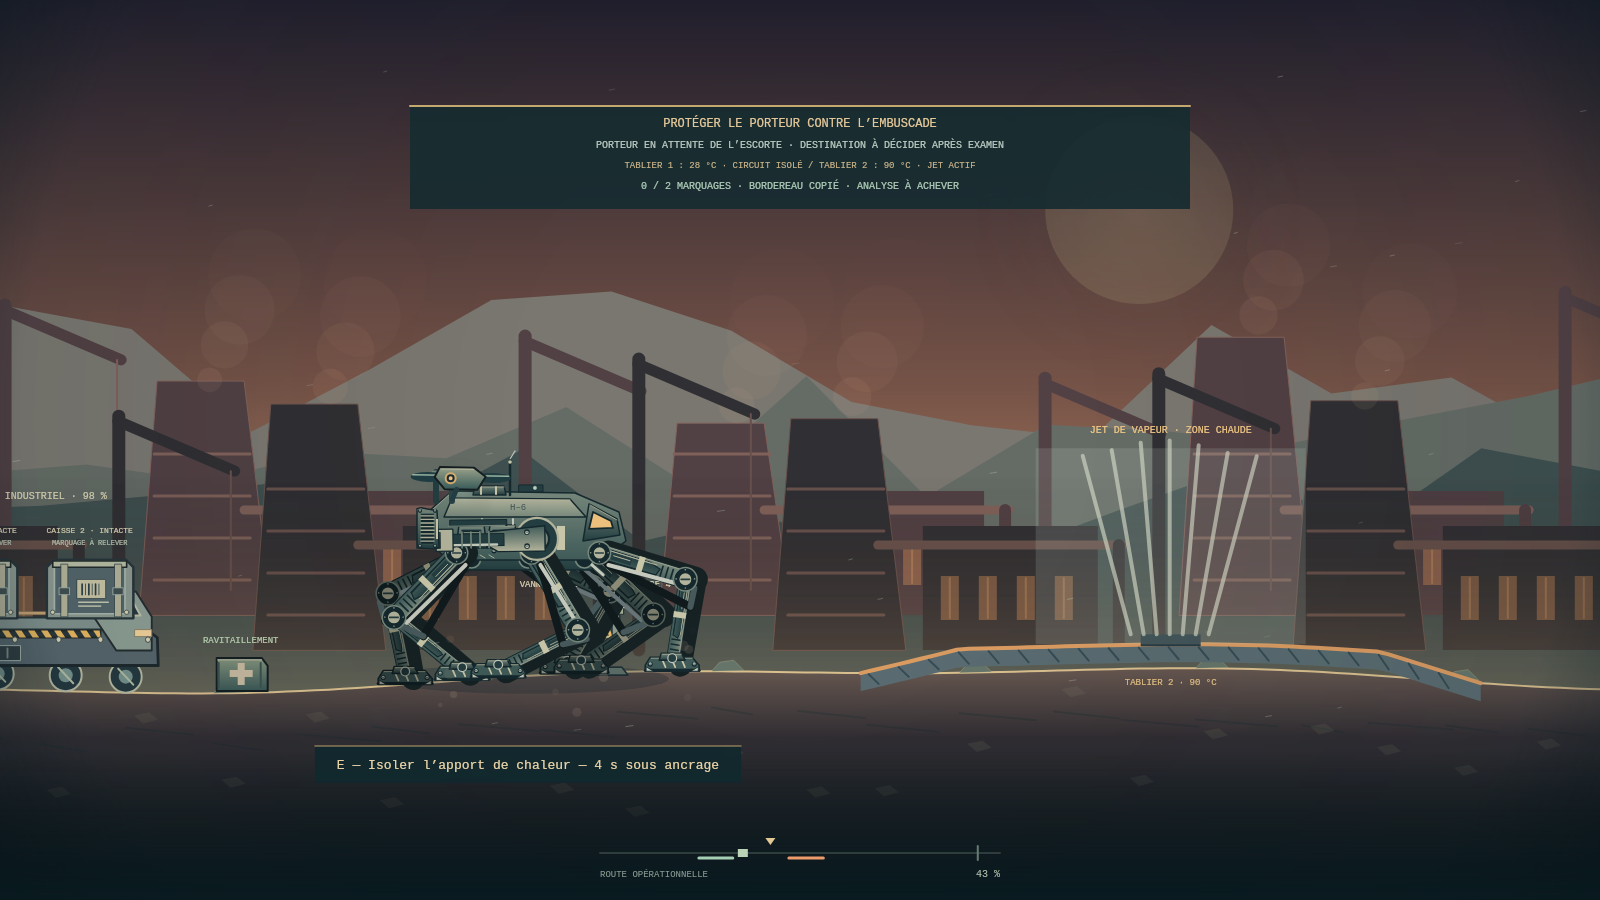 PROTÉGER LE PORTEUR CONTRE L’EMBUSCADE
PORTEUR EN ATTENTE DE L’ESCORTE · DESTINATION À DÉCIDER APRÈS EXAMEN
TABLIER 1 : 28 °C · CIRCUIT ISOLÉ / TABLIER 2 : 90 °C · JET ACTIF
0 / 2 MARQUAGES · BORDEREAU COPIÉ · ANALYSE À ACHEVER
JET DE VAPEUR · ZONE CHAUDE
INDUSTRIEL · 98 %
H-6
CAISSE 2 · INTACTE
MARQUAGE À RELEVER
RAVITAILLEMENT
TABLIER 2 · 90 °C
E — Isoler l’apport de chaleur — 4 s sous ancrage
ROUTE OPÉRATIONNELLE
43 %